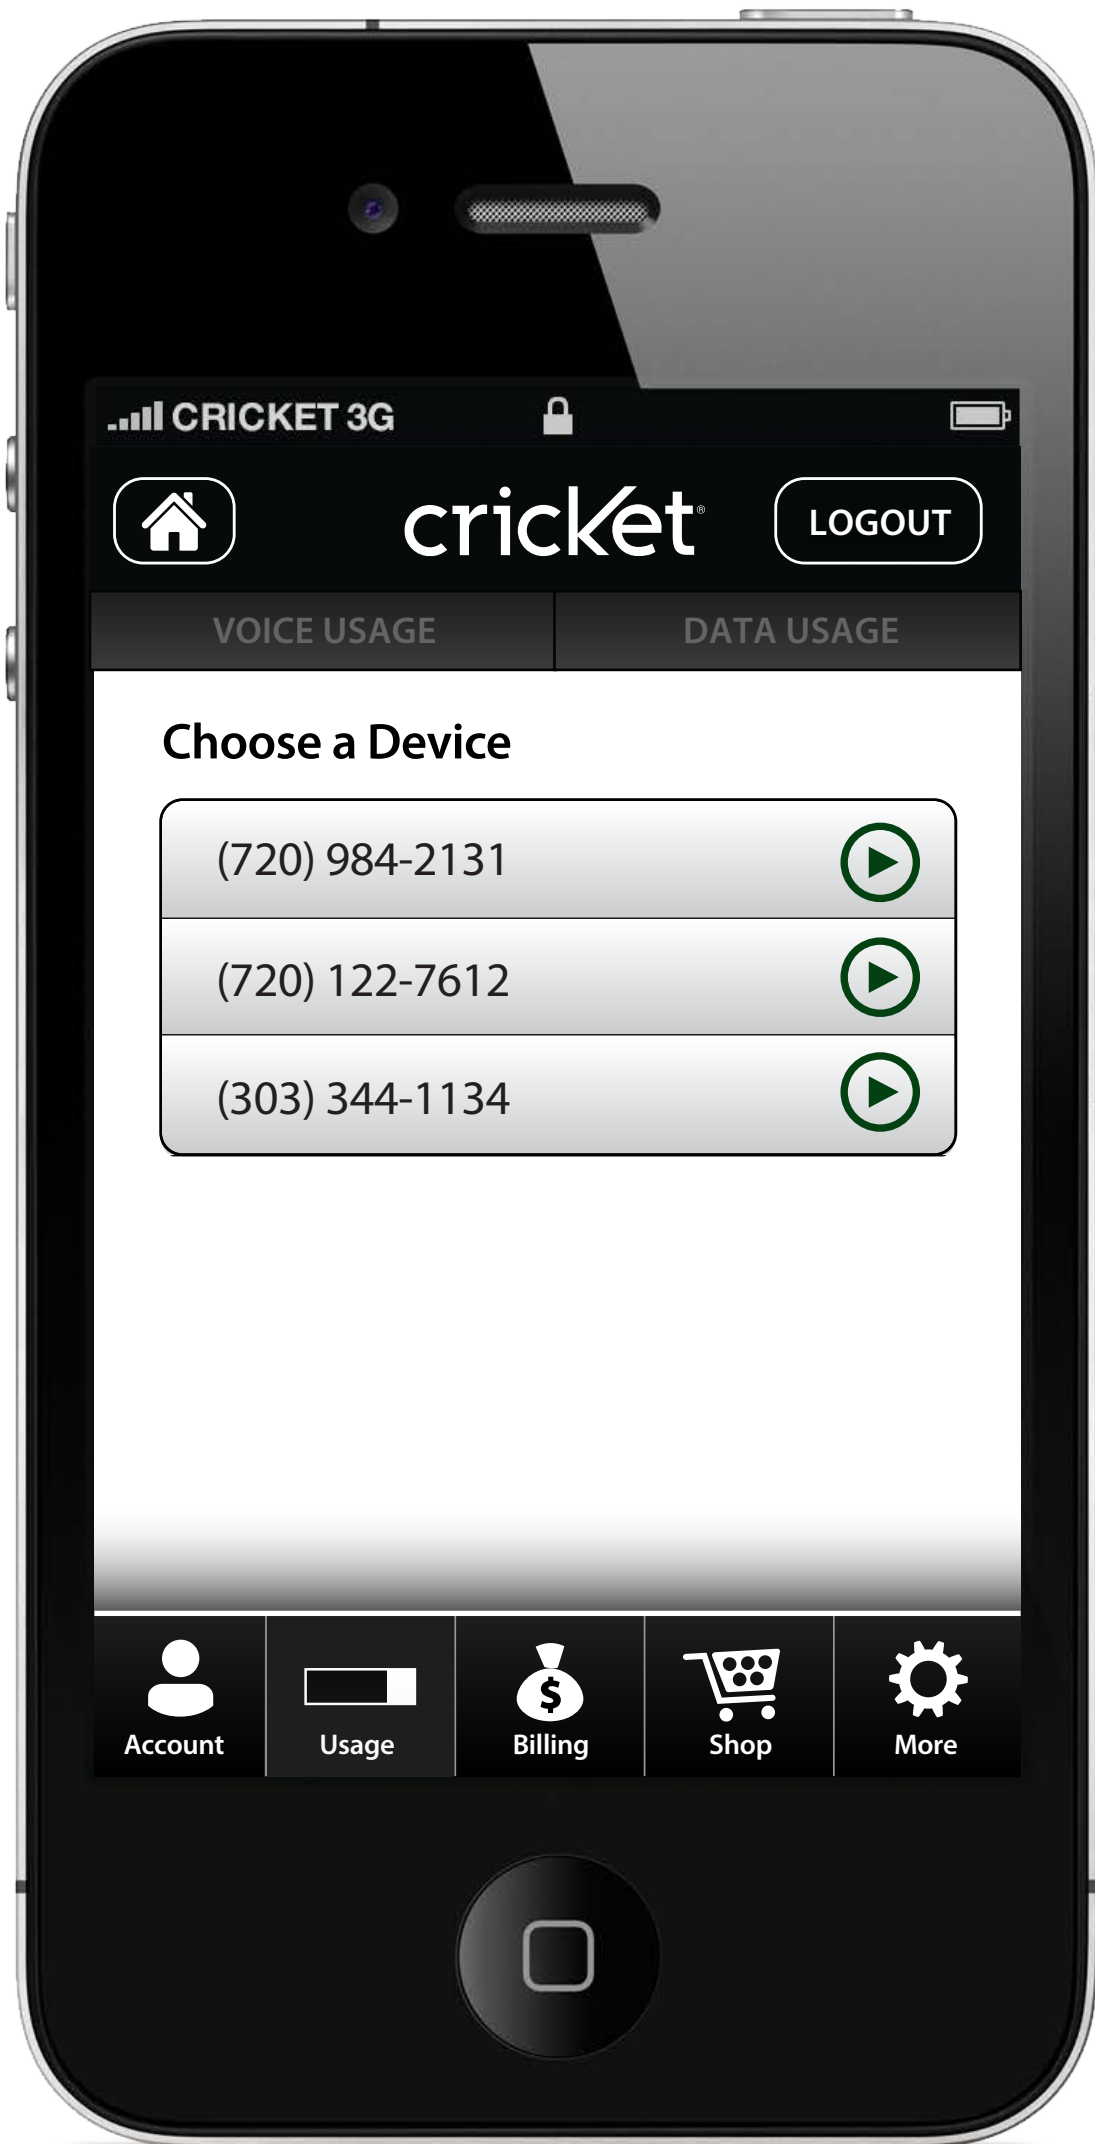 CRICKET 3G
cricket®
LOGOUT
VOICE USAGE
DATA USAGE
Choose a Device
(720) 984-2131
(720) 122-7612
(303) 344-1134
$
Account
Usage
Billing
Shop
More